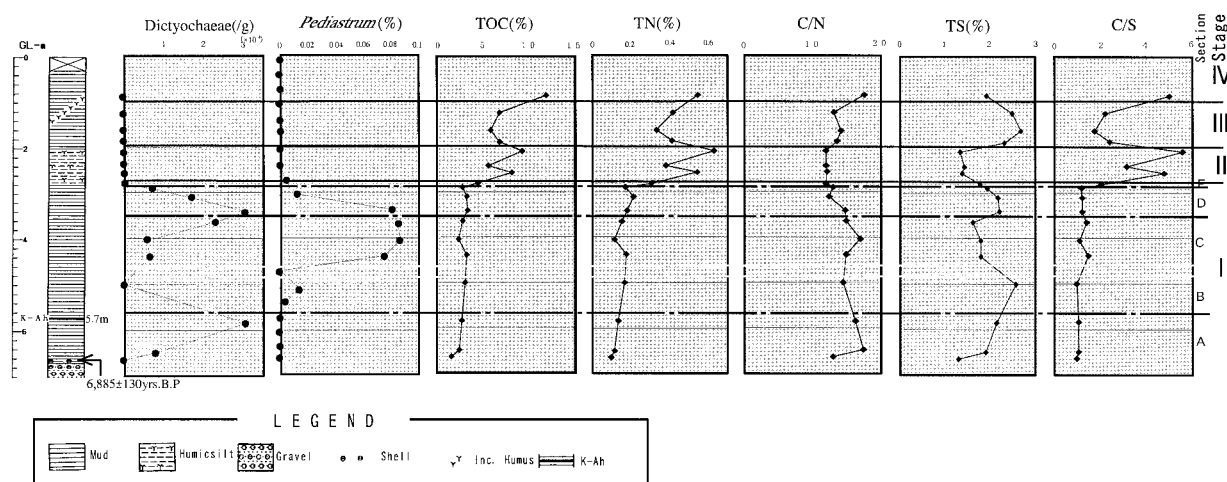 Dictyochaeae(/g) Pediastrum(%) TOC(%) TN(%) C/N TS(%) C/S
GL-m
1 2 3 (×10⁴)
0 0.02 0.04 0.06 0.08 0.1
0 5 10 15
0 0.2 0.4 0.6
0 10 20
0 1 2 3
0 2 4 6
Section Stage
0
2
4
6
K-Ah 5.7m
6,885±130yrs.B.P
IV
III
II
E
D
C
I
B
A
LEGEND
Mud Humicsilt Gravel Shell Inc. Humus K-Ah